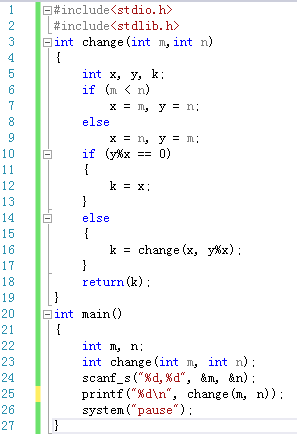 1 #include<stdio.h>
2 #include<stdlib.h>
3 int change(int m,int n)
4 {
5 int x, y, k;
6 if (m < n)
7 x = m, y = n;
8 else
9 x = n, y = m;
10 if (y%x == 0)
11 {
12 k = x;
13 }
14 else
15 {
16 k = change(x, y%x);
17 }
18 return(k);
19 }
20 int main()
21 {
22 int m, n;
23 int change(int m, int n);
24 scanf_s("%d,%d", &m, &n);
25 printf("%d\n", change(m, n));
26 system("pause");
27 }